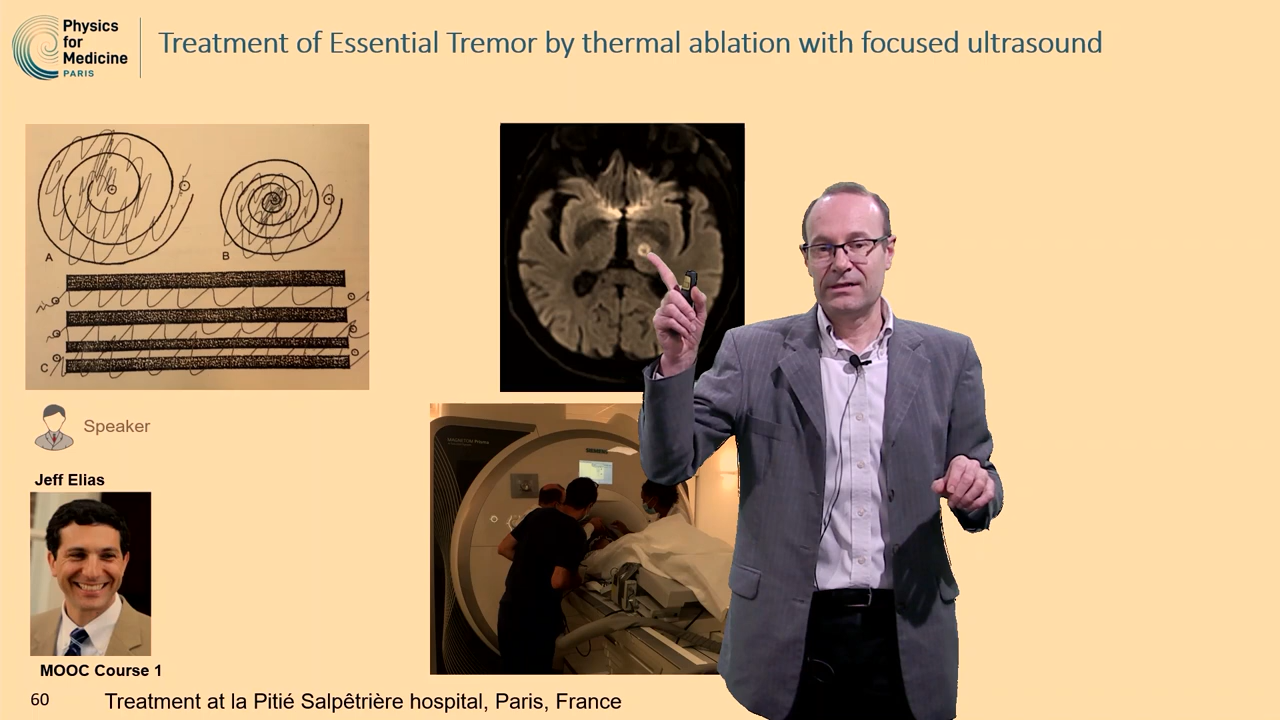 Physics
for
Medicine
PARIS
Treatment of Essential Tremor by thermal ablation with focused ultrasound
A
B
C
Speaker
SIEMENS
Jeff Elias
MOOC Course 1
60
Treatment at la Pitié Salpêtrière hospital, Paris, France